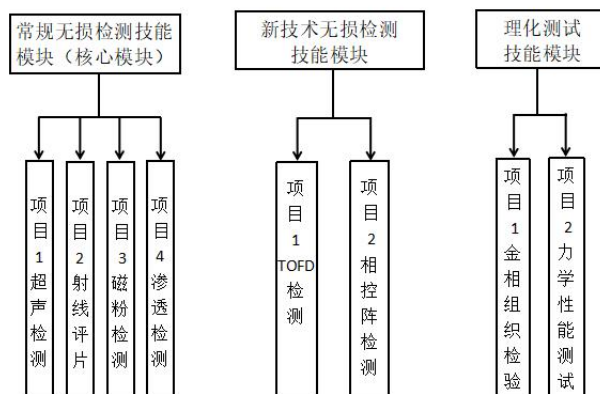 常规无损检测技能
模块（核心模块）
新技术无损检测
技能模块
理化测试
技能模块
项目1超声检测
项目2射线评片
项目3磁粉检测
项目4渗透检测
项目1TOFD检测
项目2相控阵检测
项目1金相组织检验
项目2力学性能测试